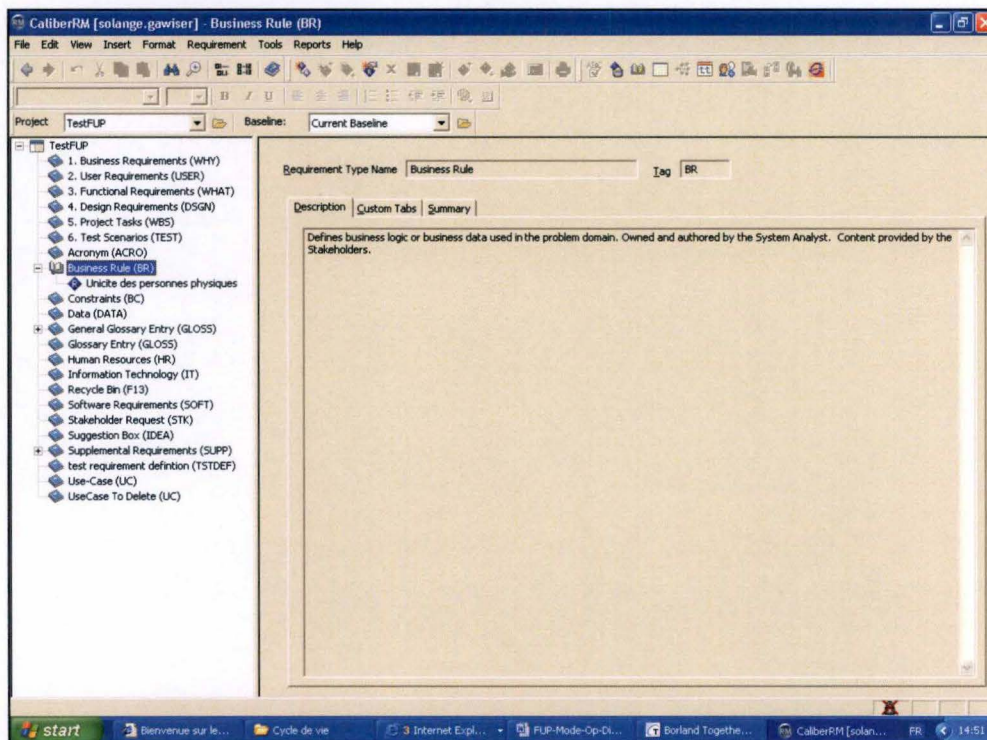 CaliberRM [solange.gawiser] - Business Rule (BR)
File Edit View Insert Format Requirement Tools Reports Help
B I U
Project TestFUP Baseline: Current Baseline
TestFUP
1. Business Requirements (WHY)
2. User Requirements (USER)
3. Functional Requirements (WHAT)
4. Design Requirements (DSGN)
5. Project Tasks (WBS)
6. Test Scenarios (TEST)
Acronym (ACRO)
Business Rule (BR)
Unicite des personnes physiques
Constraints (BC)
Data (DATA)
General Glossary Entry (GLOSS)
Glossary Entry (GLOSS)
Human Resources (HR)
Information Technology (IT)
Recycle Bin (F13)
Software Requirements (SOFT)
Stakeholder Request (STK)
Suggestion Box (IDEA)
Supplemental Requirements (SUPP)
test requirement defintion (TSTDEF)
Use-Case (UC)
UseCase To Delete (UC)
Requirement Type Name Business Rule Tag BR
Description Custom Tabs Summary
Defines business logic or business data used in the problem domain. Owned and authored by the System Analyst. Content provided by the
Stakeholders.
start Bienvenue sur le... Cycle de vie 3 Internet Expl... FUP-Mode-Op-Di... Borland Togethe... CaliberRM [solan... FR 14:51